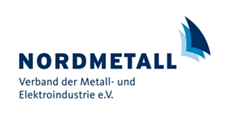 NORDMETALL
Verband der Metall- und
Elektroindustrie e.V.